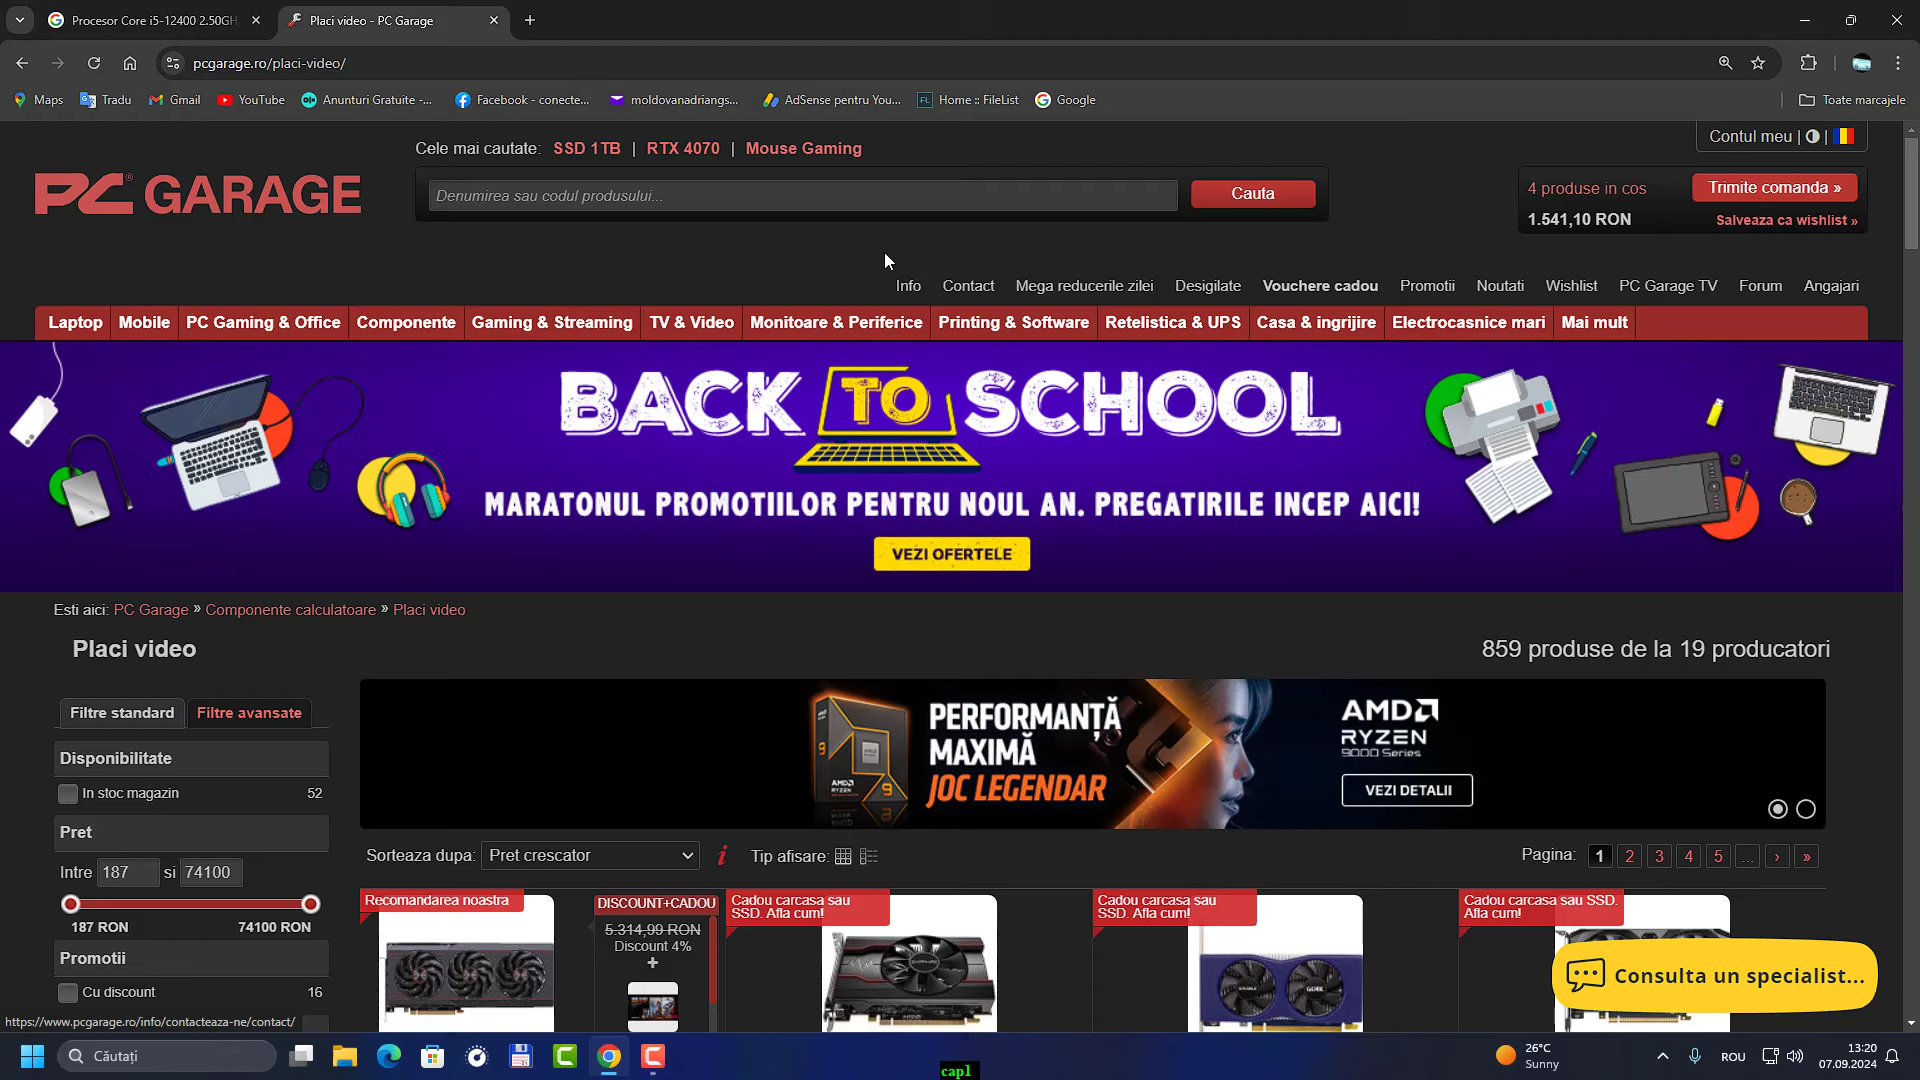 Procesor Core i5-12400 2.50GH
Placi video - PC Garage
pcgarage.ro/placi-video/
Maps
Tradu
Gmail
YouTube
Anunturi Gratuite -...
Facebook - conecte...
moldovanadriangs...
AdSense pentru You...
FL Home :: FileList
Google
Toate marcajele
Cele mai cautate: SSD 1TB | RTX 4070 | Mouse Gaming
Contul meu |
PC GARAGE
Denumirea sau codul produsului...
Cauta
4 produse in cos
Trimite comanda »
1.541,10 RON
Salveaza ca wishlist »
Info Contact Mega reducerile zilei Desigilate Vouchere cadou Promotii Noutati Wishlist PC Garage TV Forum Angajari
Laptop Mobile PC Gaming & Office Componente Gaming & Streaming TV & Video Monitoare & Periferice Printing & Software Retelistica & UPS Casa & ingrijire Electrocasnice mari Mai mult
BACK TO SCHOOL
MARATONUL PROMOTIILOR PENTRU NOUL AN. PREGATIRILE INCEP AICI!
VEZI OFERTELE
Esti aici: PC Garage » Componente calculatoare » Placi video
Placi video
859 produse de la 19 producatori
Filtre standard
Filtre avansate
Disponibilitate
In stoc magazin 52
Pret
Intre 187 si 74100
187 RON 74100 RON
Promotii
Cu discount 16
PERFORMANȚĂ
MAXIMĂ
JOC LEGENDAR
AMD
RYZEN
9000 Series
VEZI DETALII
AMD
RYZEN
9
9
Sorteaza dupa: Pret crescator
i
Tip afisare:
Pagina: 1 2 3 4 5 ... › »
Recomandarea noastra
DISCOUNT+CADOU
5.314,99 RON
Discount 4%
+
Cadou carcasa sau
SSD. Afla cum!
Cadou carcasa sau
SSD. Afla cum!
Cadou carcasa sau SSD.
Afla cum!
Consulta un specialist...
https://www.pcgarage.ro/info/contacteaza-ne/contact/
Căutați
capl
26°C
Sunny
ROU
13:20
07.09.2024